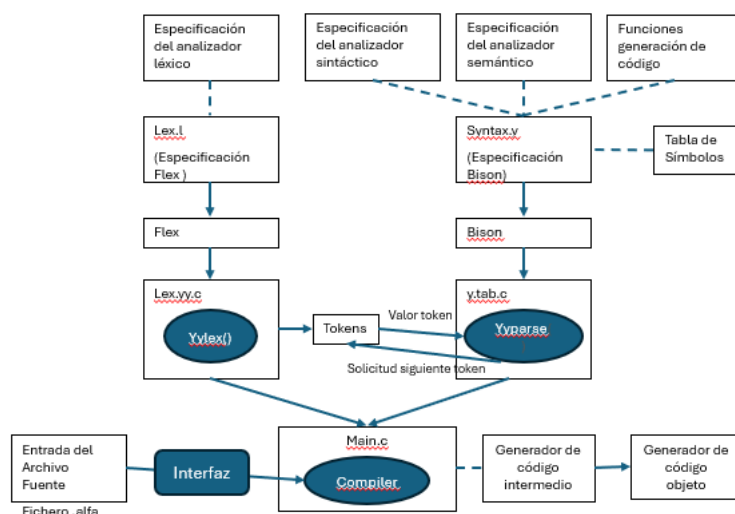 Especificación
del analizador
léxico
Especificación
del analizador
sintáctico
Especificación
del analizador
semántico
Funciones
generación de
código
Lex.l
(Especificación
Flex )
Syntax.y
(Especificación
Bison)
Tabla de
Símbolos
Flex
Bison
Lex.yy.c
Yylex()
Tokens
Valor token
Solicitud siguiente token
y.tab.c
Yyparse
Entrada del
Archivo
Fuente
Fichero. alfa
Interfaz
Main.c
Compiler
Generador de
código
intermedio
Generador de
código
objeto